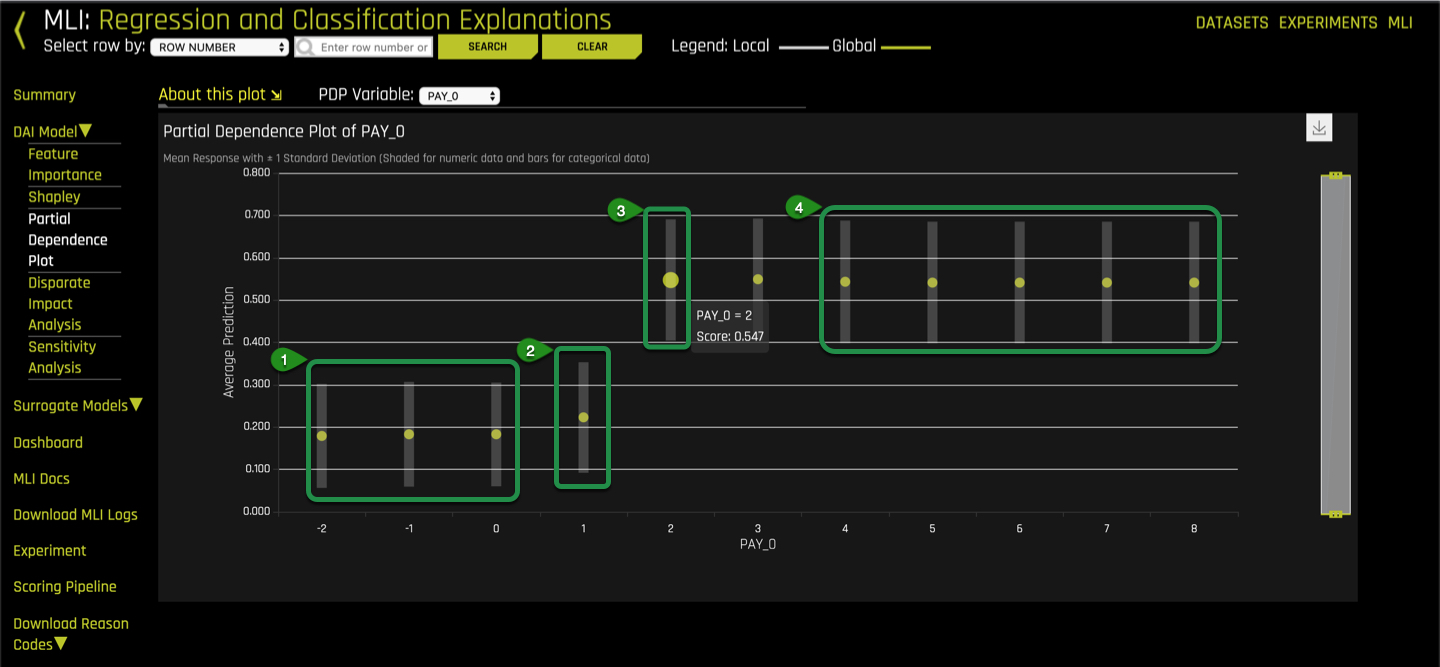 MLI: Regression and Classification Explanations
DATASETS EXPERIMENTS MLI
Select row by: ROW NUMBER Enter row number or SEARCH CLEAR Legend: Local Global
Summary
DAI Model
Feature
Importance
Shapley
Partial
Dependence
Plot
Disparate
Impact
Analysis
Sensitivity
Analysis
Surrogate Models
Dashboard
MLI Docs
Download MLI Logs
Experiment
Scoring Pipeline
Download Reason
Codes
About this plot PDP Variable: PAY_0
Partial Dependence Plot of PAY_0
Mean Response with ± 1 Standard Deviation (Shaded for numeric data and bars for categorical data)
Average Prediction
0.800
0.700
0.600
0.500
0.400
0.300
0.200
0.100
0.000
1
2
3
4
PAY_0 = 2
Score: 0.547
-2 -1 0 1 2 3 4 5 6 7 8
PAY_0